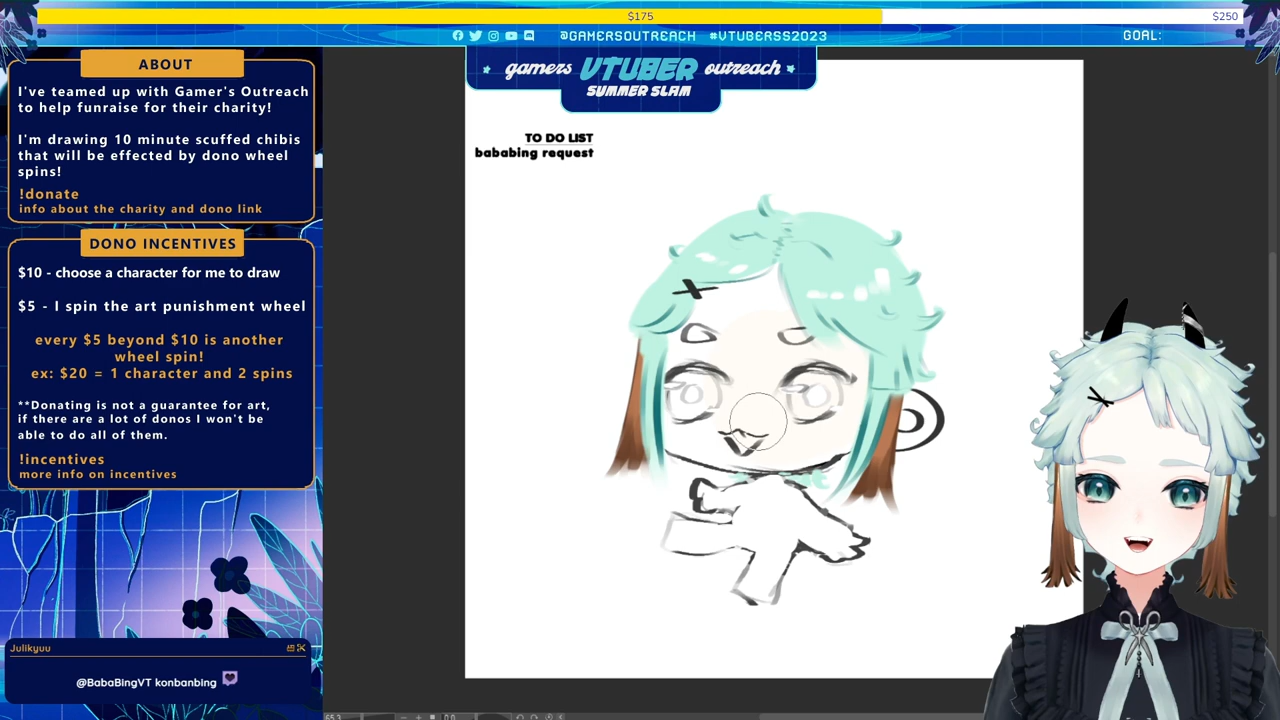 $175
$250
@GAMERSOUTREACH #VTUBERSS2023
GOAL:
gamers VTUBER outreach
SUMMER SLAM
ABOUT
I've teamed up with Gamer's Outreach
to help funraise for their charity!
I'm drawing 10 minute scuffed chibis
that will be effected by dono wheel
spins!
!donate
info about the charity and dono link
DONO INCENTIVES
$10 - choose a character for me to draw
$5 - I spin the art punishment wheel
every $5 beyond $10 is another
wheel spin!
ex: $20 = 1 character and 2 spins
**Donating is not a guarantee for art,
if there are a lot of donos I won't be
able to do all of them.
!incentives
more info on incentives
Julikyuu
@BabaBingVT konbanbing
TO DO LIST
bababing request
65.3
0.0